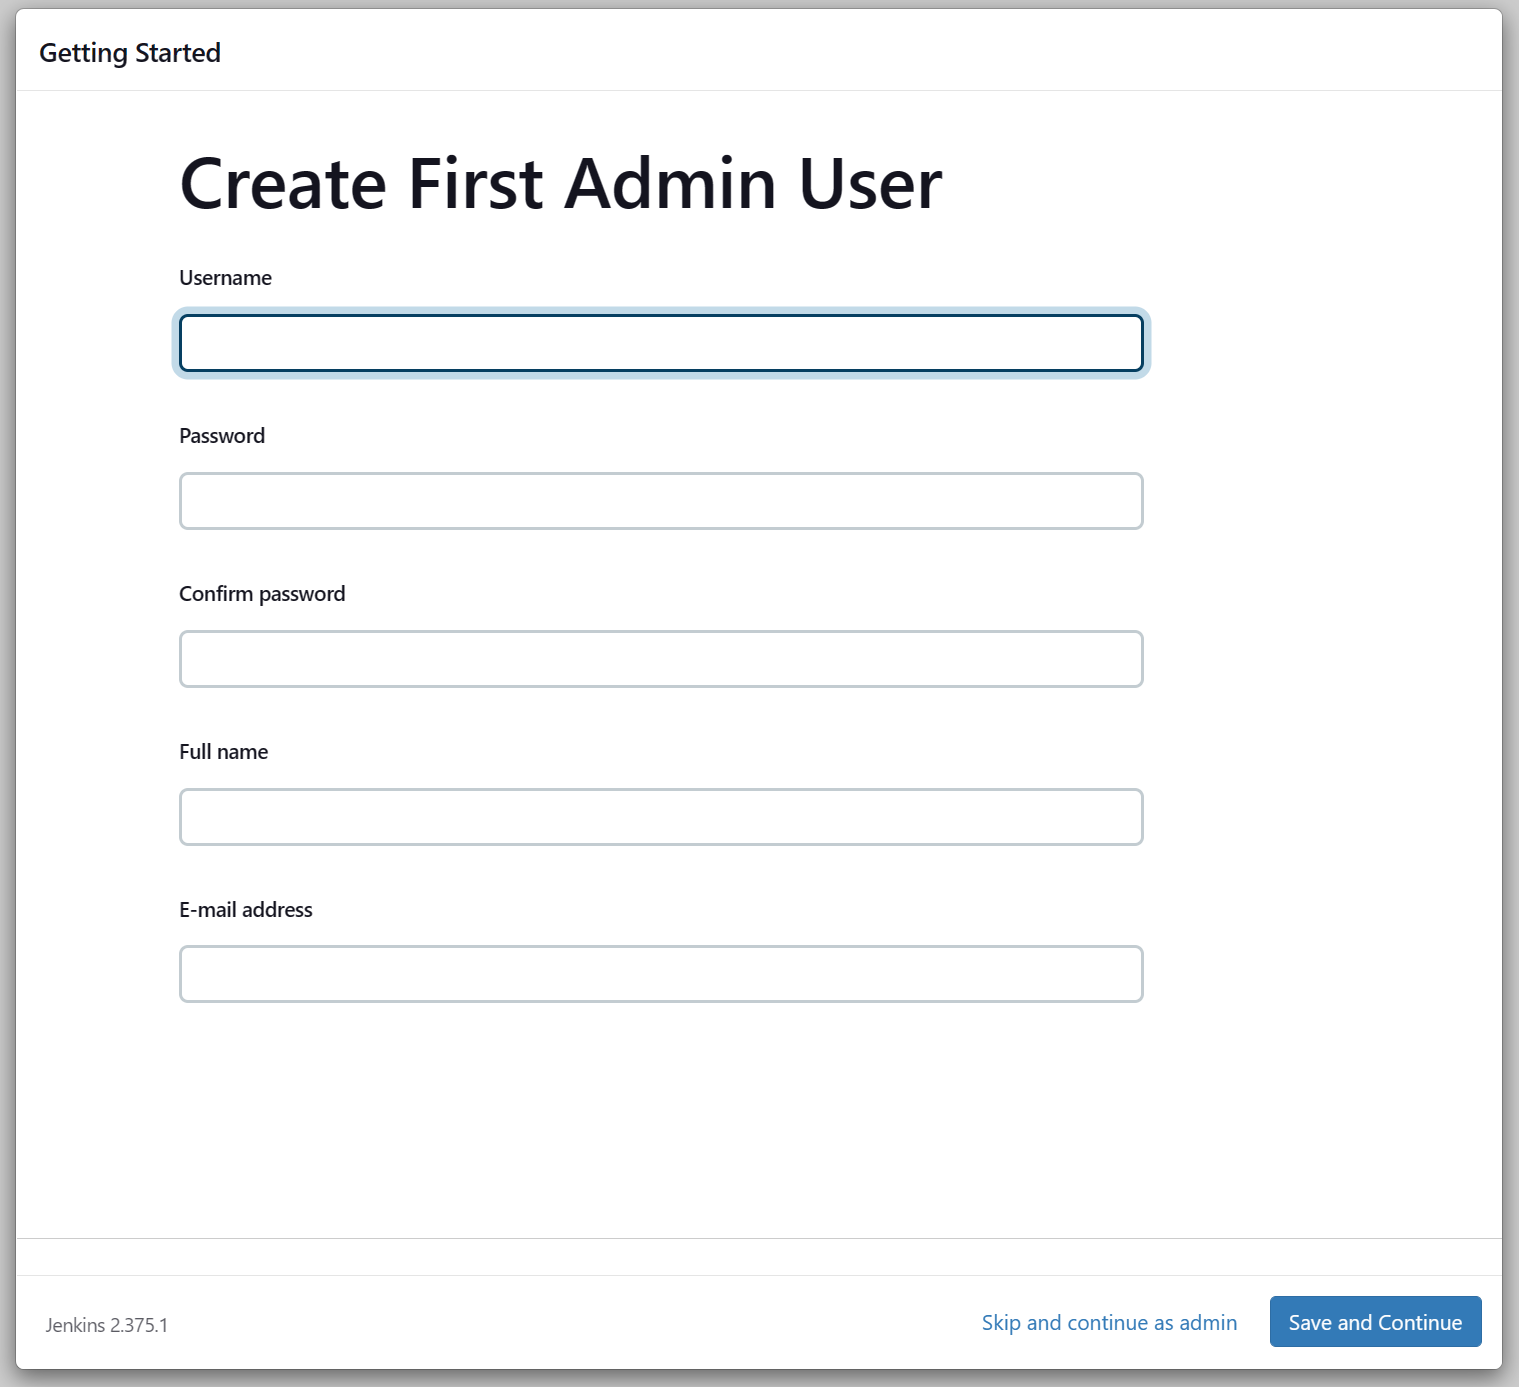 Getting Started
Create First Admin User
Username
Password
Confirm password
Full name
E-mail address
Jenkins 2.375.1
Skip and continue as admin
Save and Continue